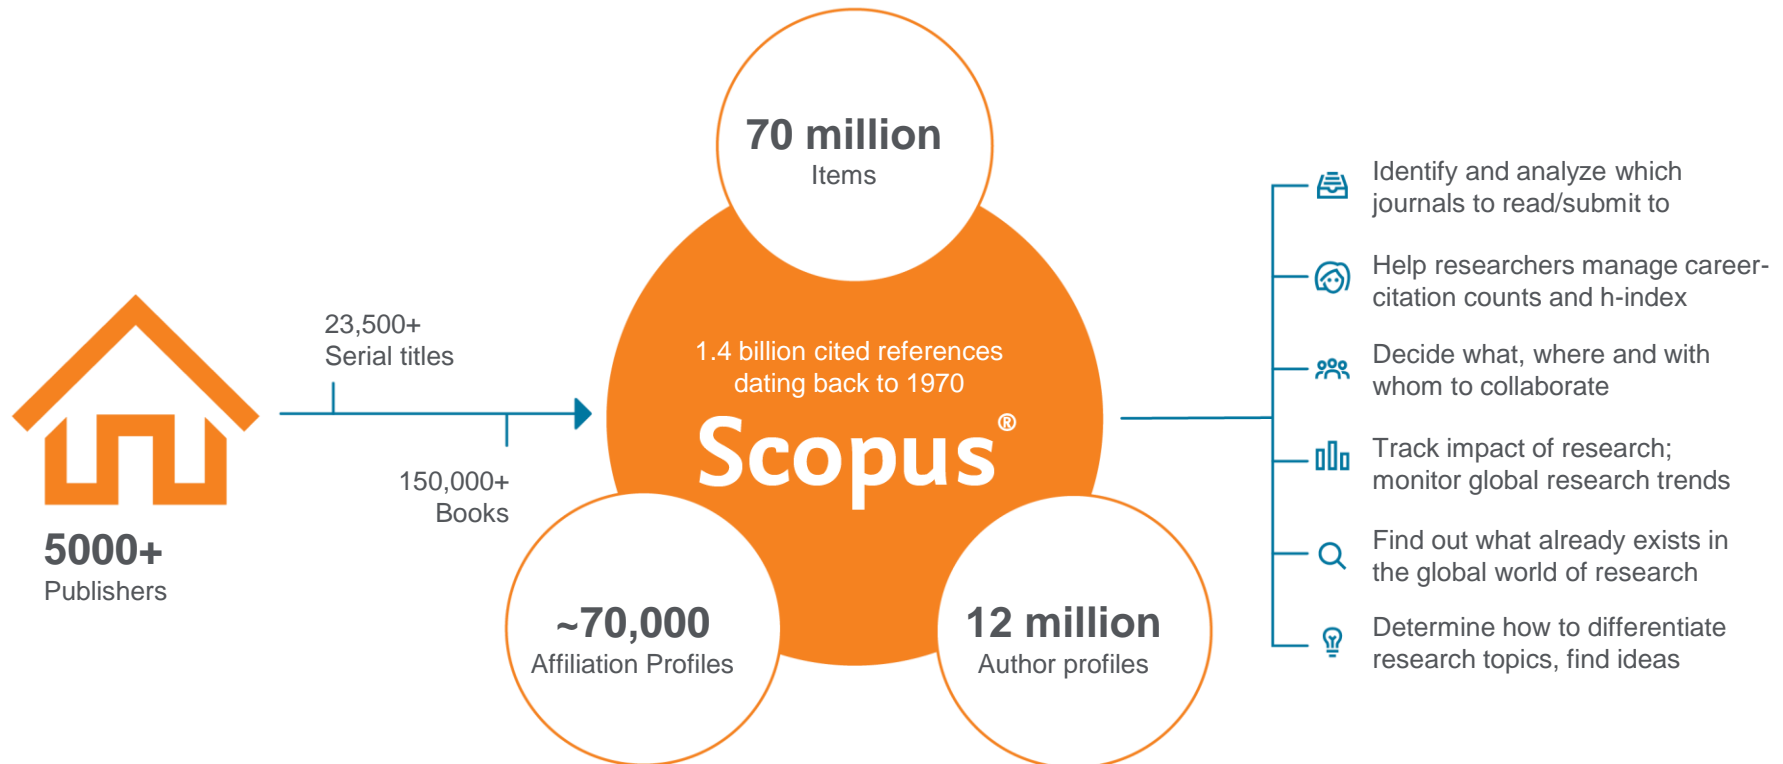 5000+
Publishers
23,500+
Serial titles
150,000+
Books
70 million
Items
1.4 billion cited references
dating back to 1970
Scopus®
~70,000
Affiliation Profiles
12 million
Author profiles
Identify and analyze which
journals to read/submit to
Help researchers manage career-
citation counts and h-index
Decide what, where and with
whom to collaborate
Track impact of research;
monitor global research trends
Find out what already exists in
the global world of research
Determine how to differentiate
research topics, find ideas